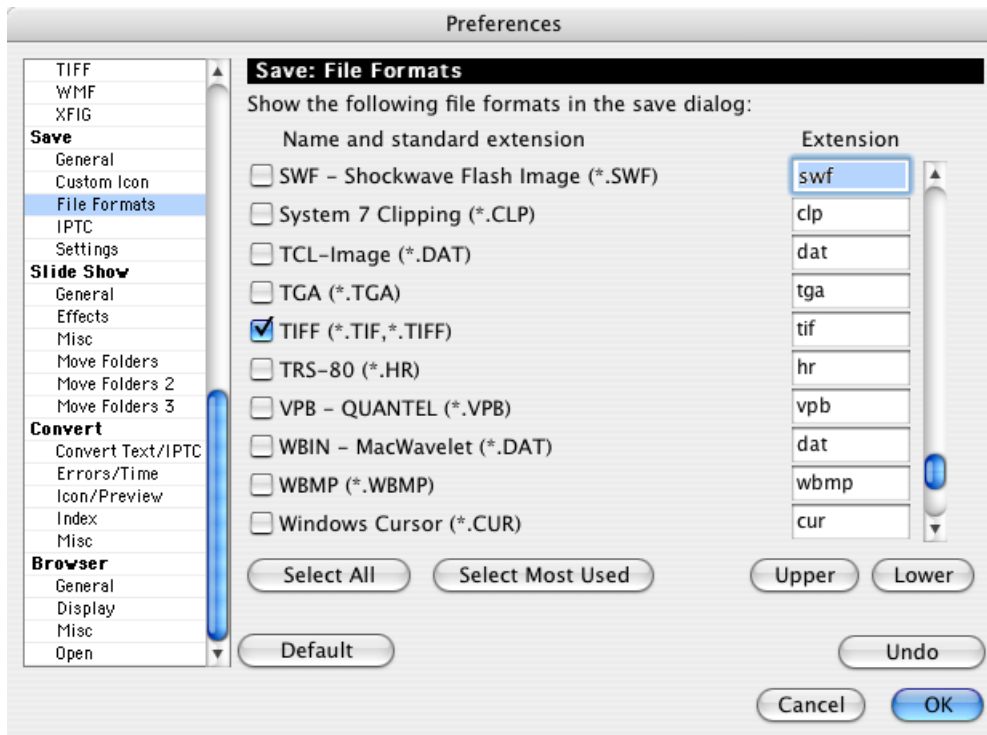 Preferences
TIFF
WMF
XFIG
Save
General
Custom Icon
File Formats
IPTC
Settings
Slide Show
General
Effects
Misc
Move Folders
Move Folders 2
Move Folders 3
Convert
Convert Text/IPTC
Errors/Time
Icon/Preview
Index
Misc
Browser
General
Display
Misc
Open
Save: File Formats
Show the following file formats in the save dialog:
Name and standard extension Extension
SWF – Shockwave Flash Image (*.SWF) swf
System 7 Clipping (*.CLP) clp
TCL–Image (*.DAT) dat
TGA (*.TGA) tga
TIFF (*.TIF,*.TIFF) tif
TRS–80 (*.HR) hr
VPB – QUANTEL (*.VPB) vpb
WBIN – MacWavelet (*.DAT) dat
WBMP (*.WBMP) wbmp
Windows Cursor (*.CUR) cur
Select All Select Most Used Upper Lower
Default Undo
Cancel OK